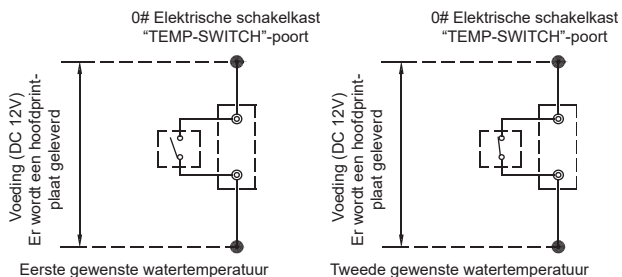 0# Elektrische schakelkast
“TEMP-SWITCH”-poort
Voeding (DC 12V)
Er wordt een hoofdprint-
plaat geleverd
Eerste gewenste watertemperatuur
0# Elektrische schakelkast
“TEMP-SWITCH”-poort
Voeding (DC 12V)
Er wordt een hoofdprint-
plaat geleverd
Tweede gewenste watertemperatuur